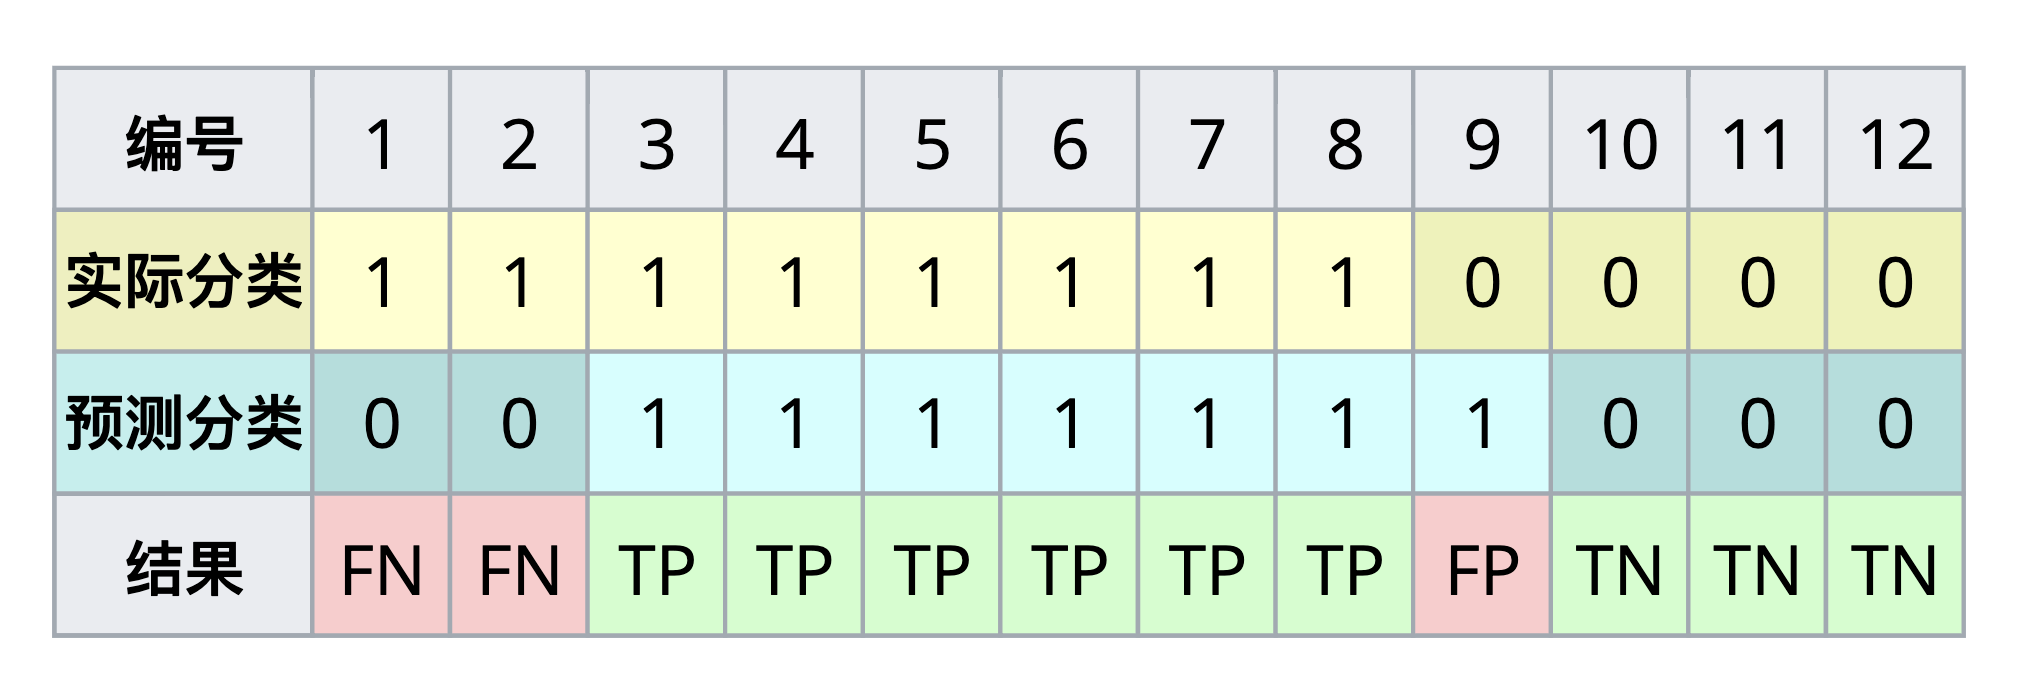 编号 1 2 3 4 5 6 7 8 9 10 11 12
实际分类 1 1 1 1 1 1 1 1 0 0 0 0
预测分类 0 0 1 1 1 1 1 1 1 0 0 0
结果 FN FN TP TP TP TP TP TP FP TN TN TN